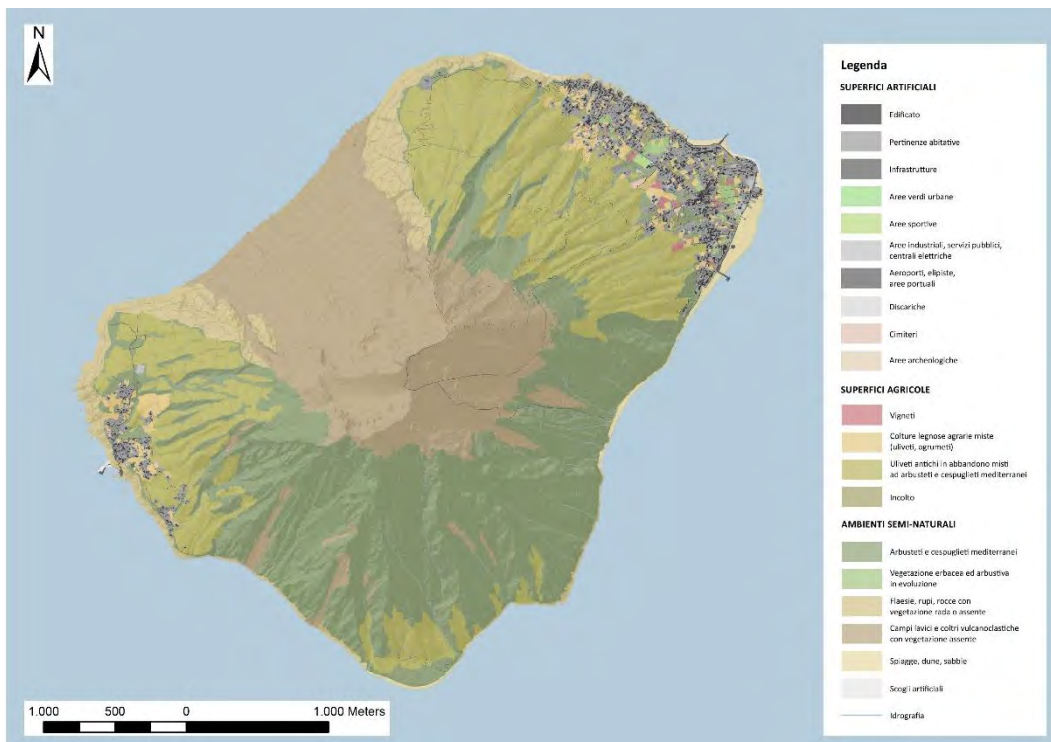 N
Legenda
SUPERFICI ARTIFICIALI
Edificato
Pertinenze abitative
Infrastrutture
Aree verdi urbane
Aree sportive
Aree industriali, servizi pubblici,
centrali elettriche
Aeroporti, elipiste,
aree portuali
Discariche
Cimiteri
Aree archeologiche
SUPERFICI AGRICOLE
Vigneti
Colture legnose agrarie miste
(uliveti, agrumeti)
Uliveti antichi in abbandono misti
ad arbusteti e cespuglieti mediterranei
Incolto
AMBIENTI SEMI-NATURALI
Arbusteti e cespuglieti mediterranei
Vegetazione erbacea ed arbustiva
in evoluzione
Flaesie, rupi, rocce con
vegetazione rada o assente
Campi lavici e coltri vulcanoclastiche
con vegetazione assente
Spiagge, dune, sabbie
Scogli artificiali
Idrografia
1.000 500 0 1.000 Meters